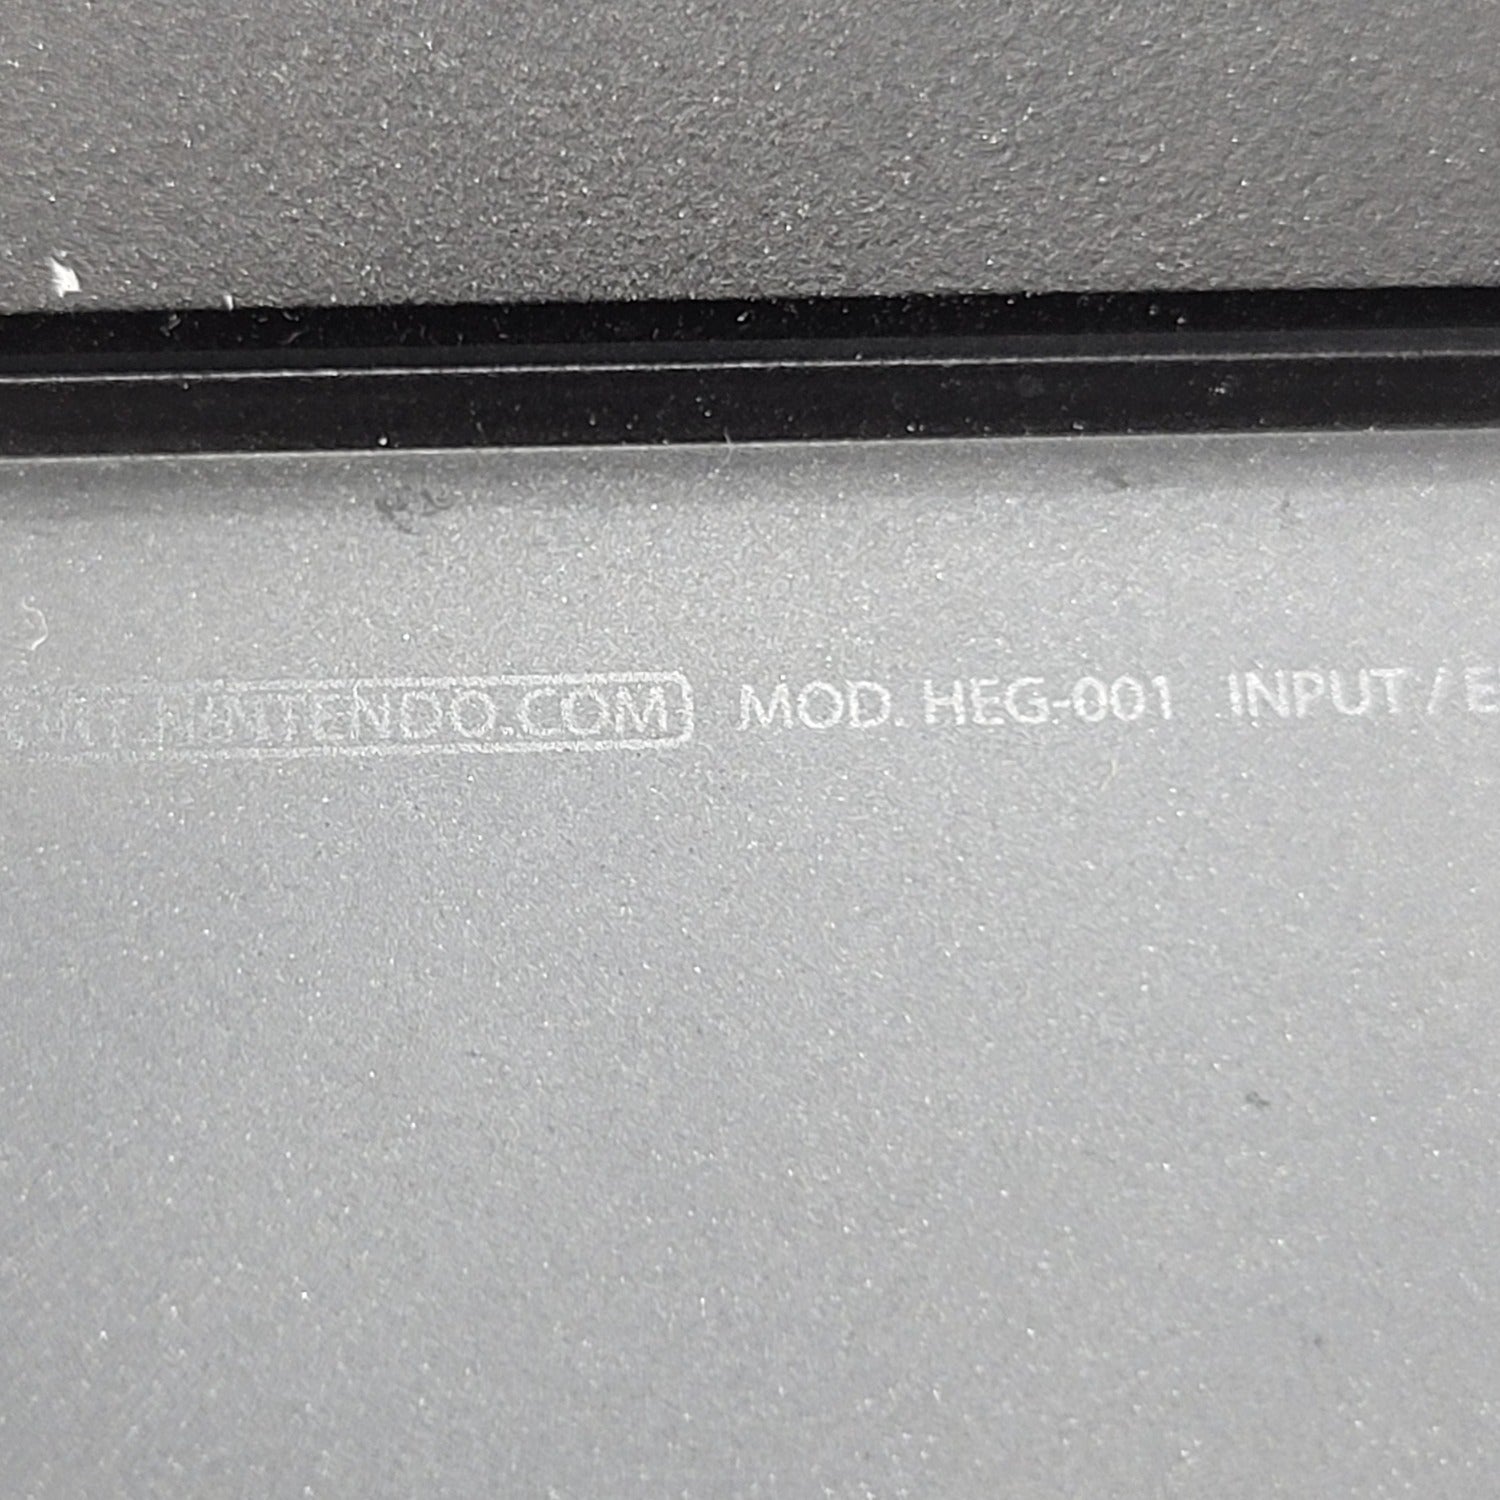 NINTENDO.COM MOD. HEG-001 INPUT / E